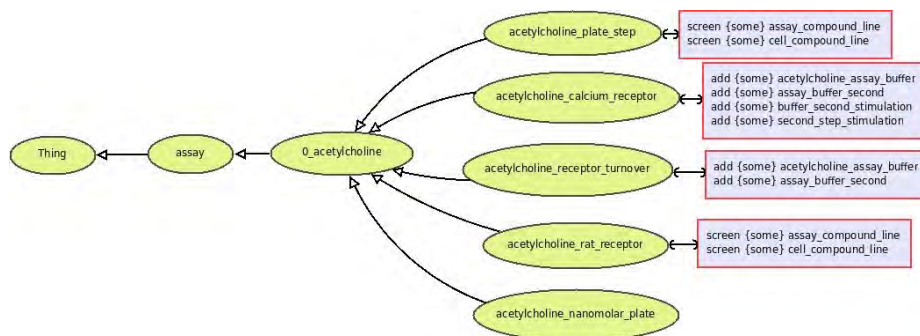 acetylcholine_plate_step
screen {some} assay_compound_line
screen {some} cell_compound_line
acetylcholine_calcium_receptor
add {some} acetylcholine_assay_buffer
add {some} assay_buffer_second
add {some} buffer_second_stimulation
add {some} second_step_stimulation
Thing
assay
0_acetylcholine
acetylcholine_receptor_turnover
add {some} acetylcholine_assay_buffer
add {some} assay_buffer_second
acetylcholine_rat_receptor
screen {some} assay_compound_line
screen {some} cell_compound_line
acetylcholine_nanomolar_plate